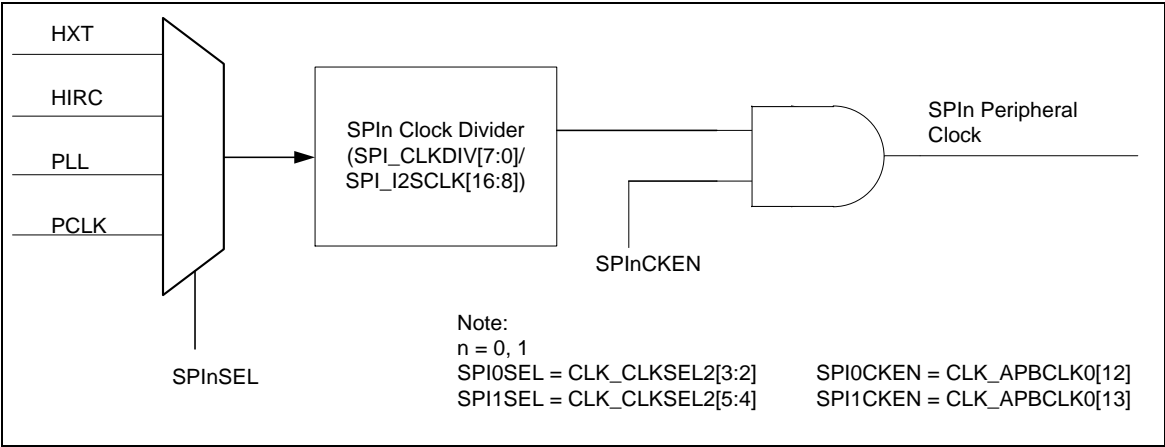 HXT
HIRC
PLL
PCLK
SPInSEL
SPIn Clock Divider
(SPI_CLKDIV[7:0]/
SPI_I2SCLK[16:8])
SPInCKEN
SPIn Peripheral
Clock
Note:
n = 0, 1
SPI0SEL = CLK_CLKSEL2[3:2]
SPI1SEL = CLK_CLKSEL2[5:4]
SPI0CKEN = CLK_APBCLK0[12]
SPI1CKEN = CLK_APBCLK0[13]